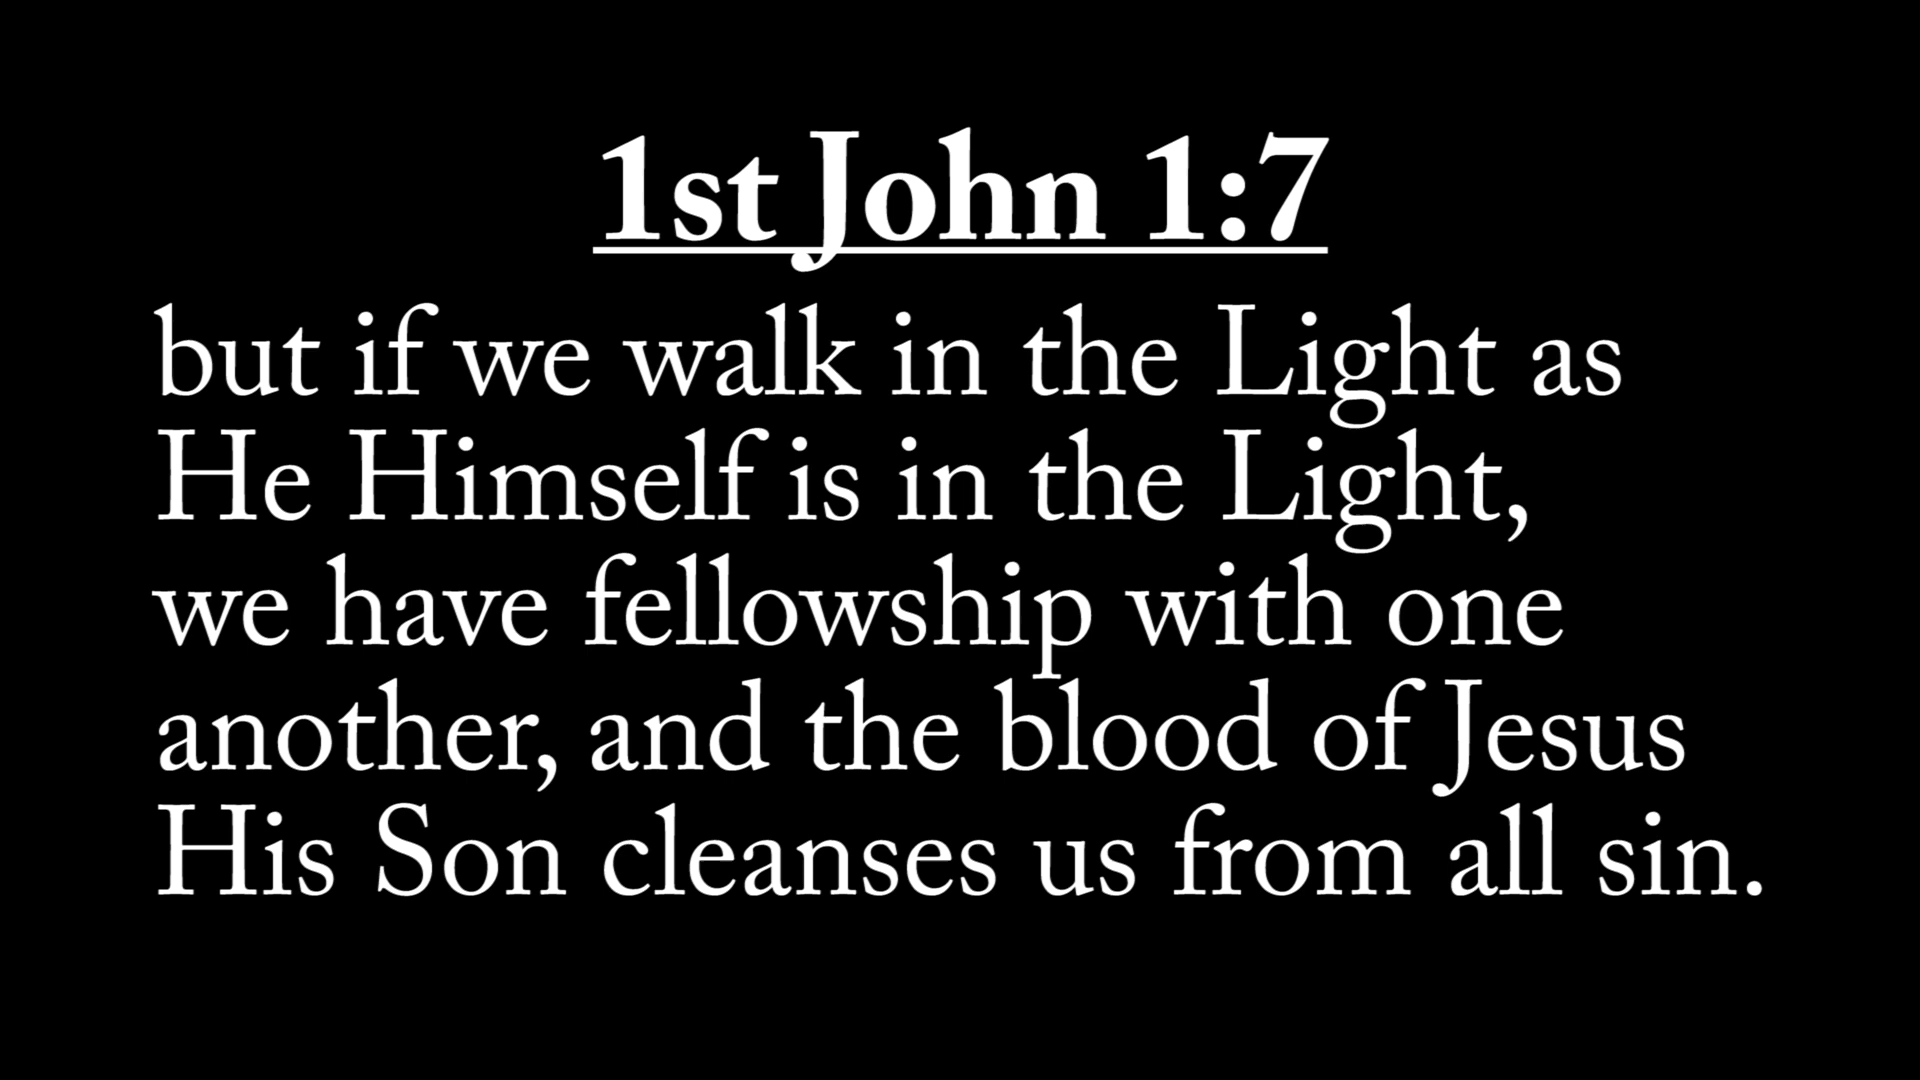 1st John 1:7
but if we walk in the Light as
He Himself is in the Light,
we have fellowship with one
another, and the blood of Jesus
His Son cleanses us from all sin.